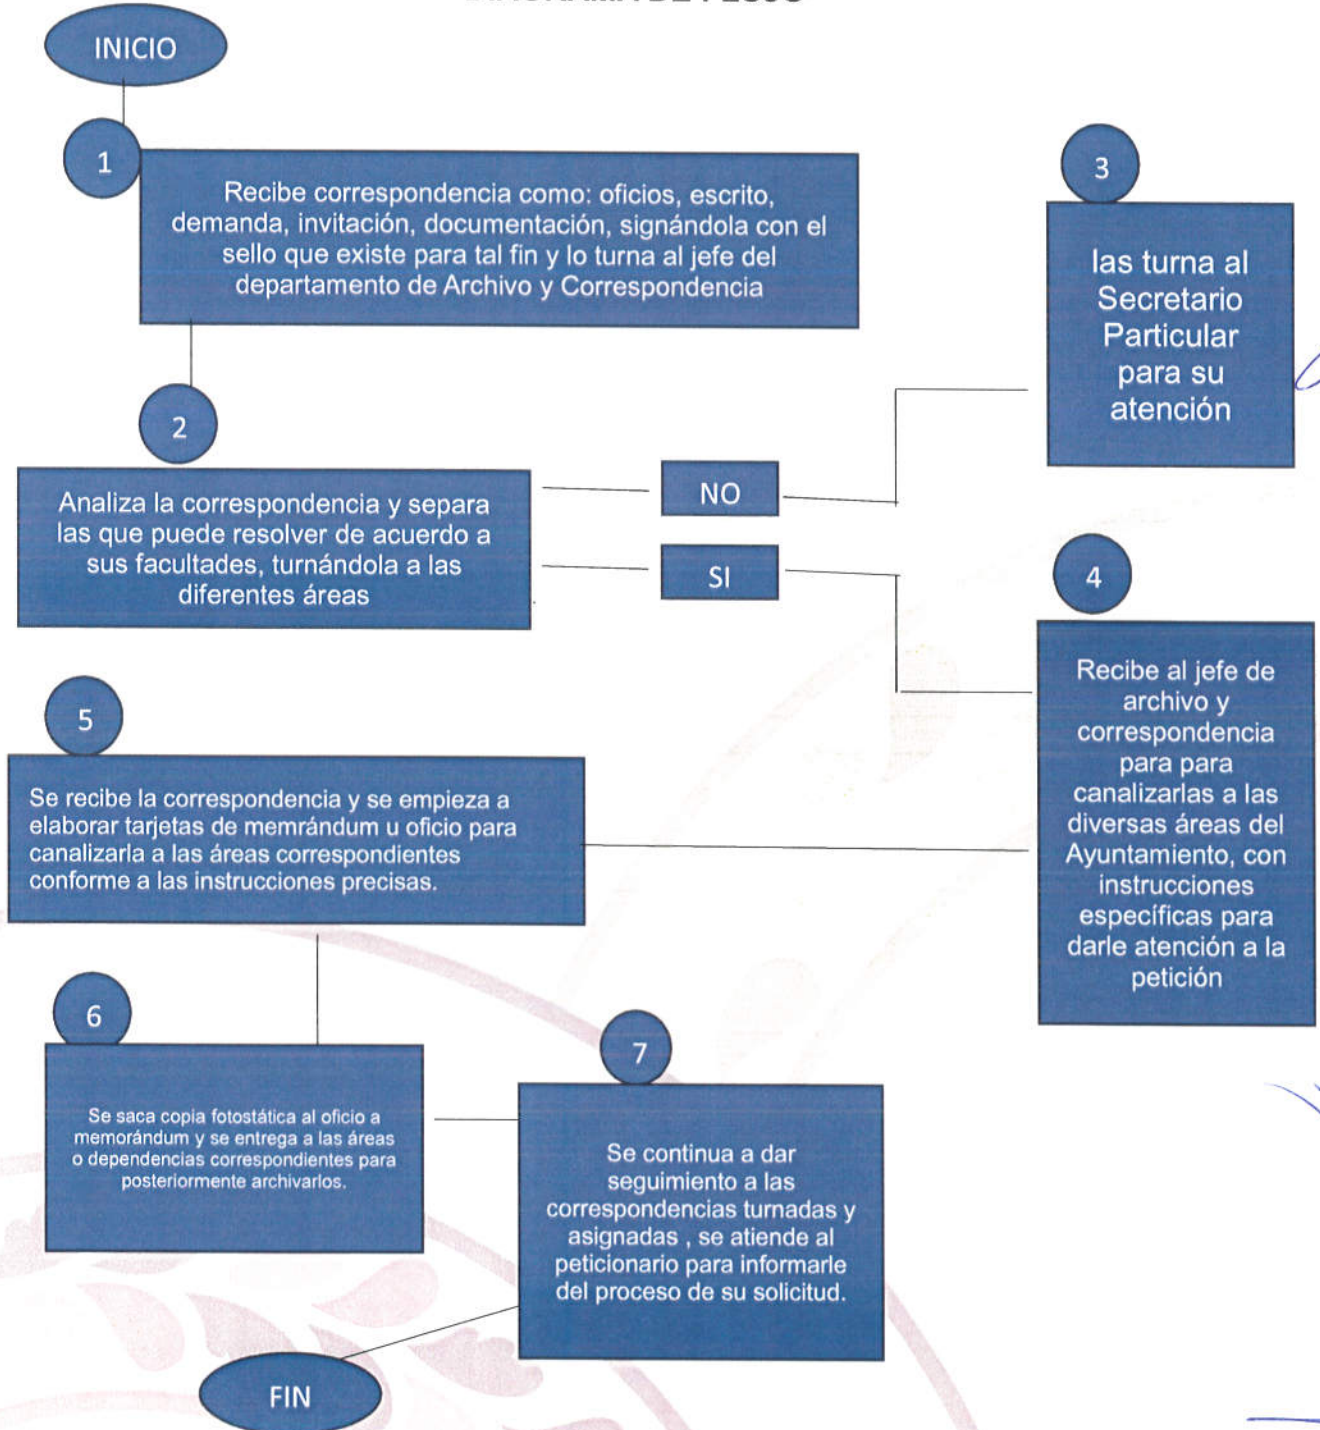 INICIO
1
Recibe correspondencia como: oficios, escrito,
demanda, invitación, documentación, signándola con el
sello que existe para tal fin y lo turna al jefe del
departamento de Archivo y Correspondencia
2
Analiza la correspondencia y separa
las que puede resolver de acuerdo a
sus facultades, turnándola a las
diferentes áreas
NO
SI
3
las turna al
Secretario
Particular
para su
atención
4
Recibe al jefe de
archivo y
correspondencia
para para
canalizarlas a las
diversas áreas del
Ayuntamiento, con
instrucciones
específicas para
darle atención a la
petición
5
Se recibe la correspondencia y se empieza a
elaborar tarjetas de memrándum u oficio para
canalizarla a las áreas correspondientes
conforme a las instrucciones precisas.
6
Se saca copia fotostática al oficio a
memorándum y se entrega a las áreas
o dependencias correspondientes para
posteriormente archivarlos.
7
Se continua a dar
seguimiento a las
correspondencias turnadas y
asignadas , se atiende al
peticionario para informarle
del proceso de su solicitud.
FIN